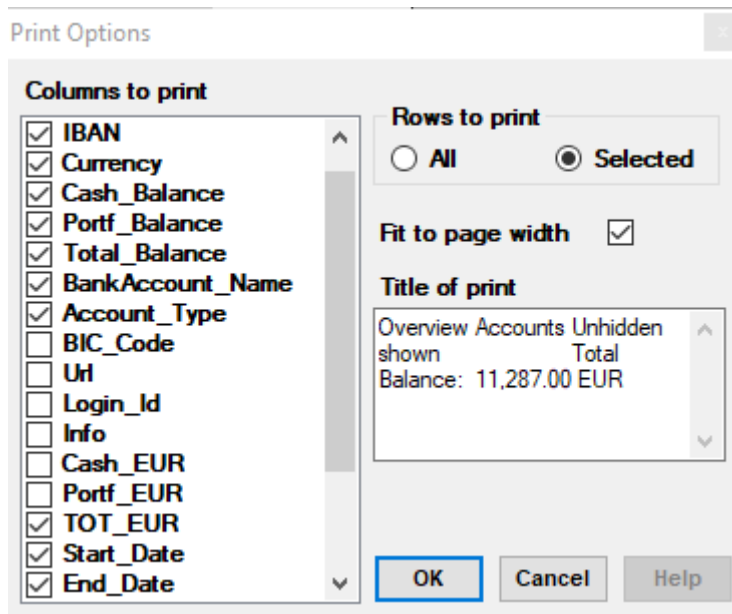 Print Options
Columns to print
IBAN
Currency
Cash_Balance
Portf_Balance
Total_Balance
BankAccount_Name
Account_Type
BIC_Code
Url
Login_Id
Info
Cash_EUR
Portf_EUR
TOT_EUR
Start_Date
End_Date
Rows to print
All Selected
Fit to page width
Title of print
Overview Accounts Unhidden
shown Total
Balance: 11,287.00 EUR
OK Cancel Help